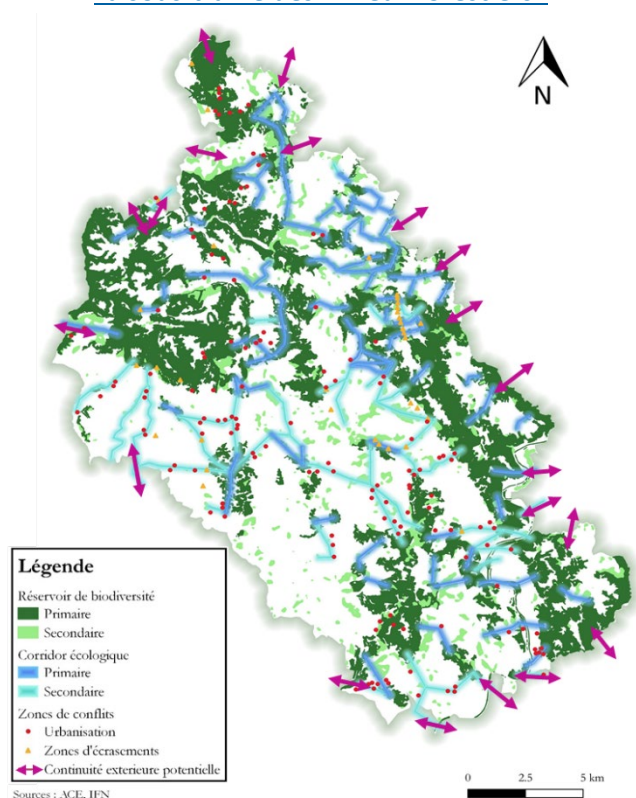 N
Légende
Réservoir de biodiversité
Primaire
Secondaire
Corridor écologique
Primaire
Secondaire
Zones de conflits
Urbanisation
Zones d'écrasements
Continuité exterieure potentielle
Sources : ACE, IFN
0 2.5 5 km